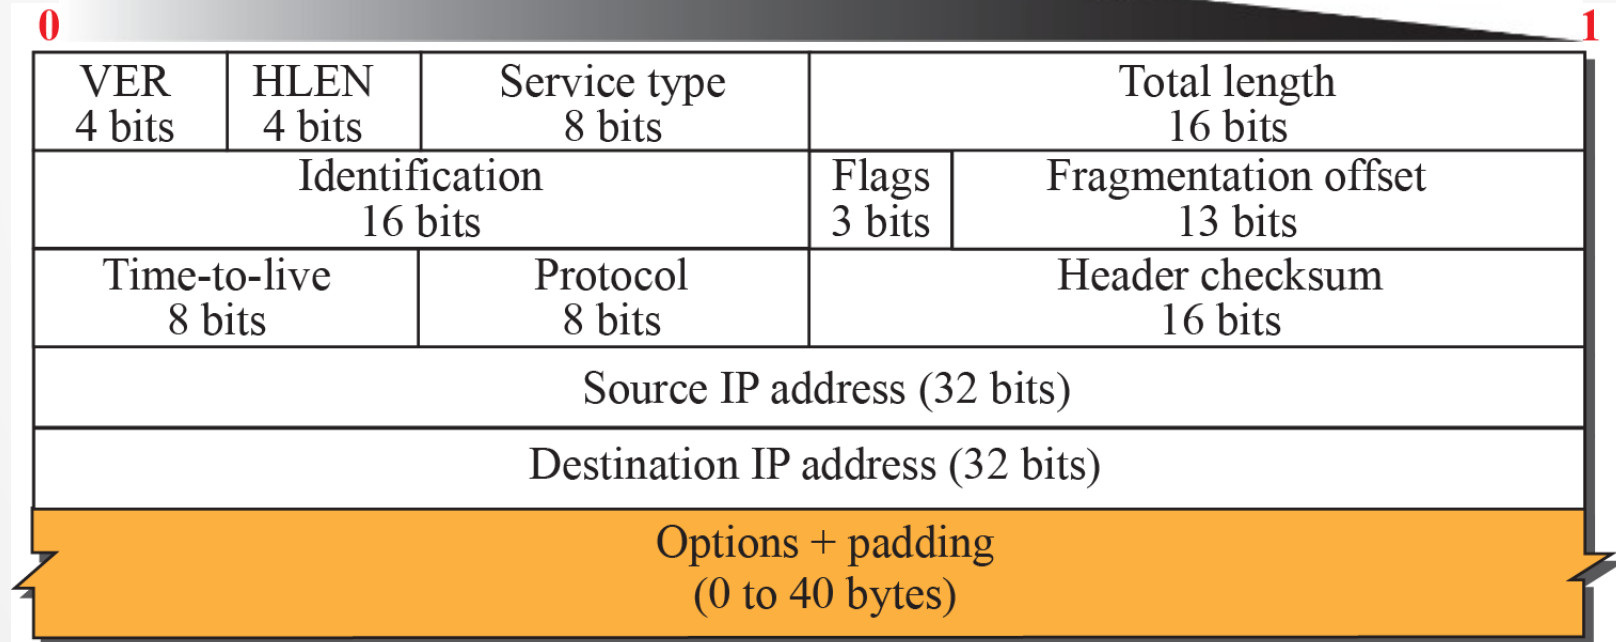 0 1
VER HLEN Service type Total length
4 bits 4 bits 8 bits 16 bits
Identification Flags Fragmentation offset
16 bits 3 bits 13 bits
Time-to-live Protocol Header checksum
8 bits 8 bits 16 bits
Source IP address (32 bits)
Destination IP address (32 bits)
Options + padding
(0 to 40 bytes)